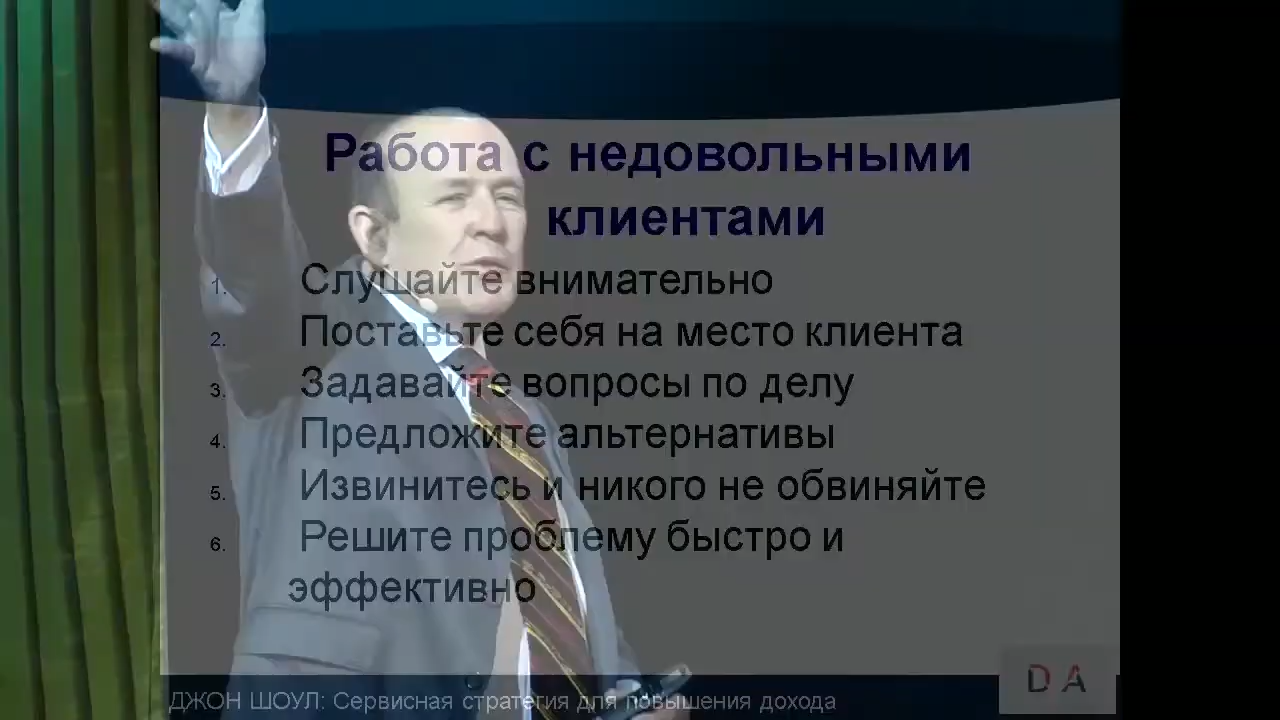 Работа с недовольными
клиентами
1. Слушайте внимательно
2. Поставьте себя на место клиента
3. Задавайте вопросы по делу
4. Предложите альтернативы
5. Извинитесь и никого не обвиняйте
6. Решите проблему быстро и
эффективно
ДЖОН ШОУЛ: Сервисная стратегия для повышения дохода
D A